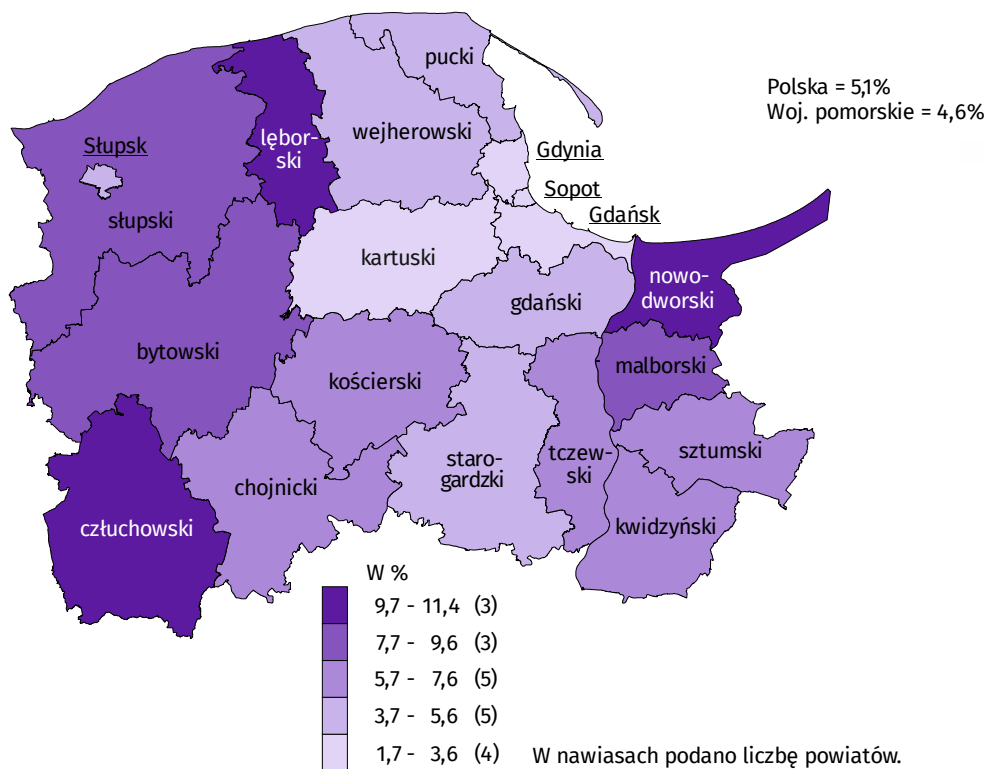 pucki
Polska = 5,1%
Woj. pomorskie = 4,6%
wejherowski
lębor-
ski
Słupsk
Gdynia
Sopot
Gdańsk
słupski
kartuski
nowo-
dworski
gdański
bytowski
kościerski
malborski
staro-
gardzki
tczew-
ski
sztumski
chojnicki
człuchowski
kwidzyński
W %
9,7 - 11,4 (3)
7,7 - 9,6 (3)
5,7 - 7,6 (5)
3,7 - 5,6 (5)
1,7 - 3,6 (4)
W nawiasach podano liczbę powiatów.